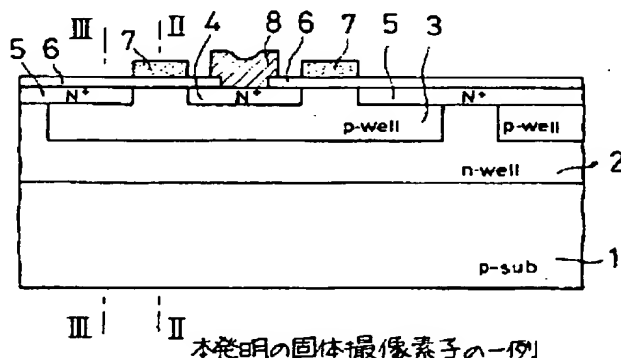 III II 7 4 8 6 7 3
5 6
N⁺ N⁺ N⁺
5
p-well p-well
n-well 2
p-sub 1
III II
本発明の固体撮像素子の一例